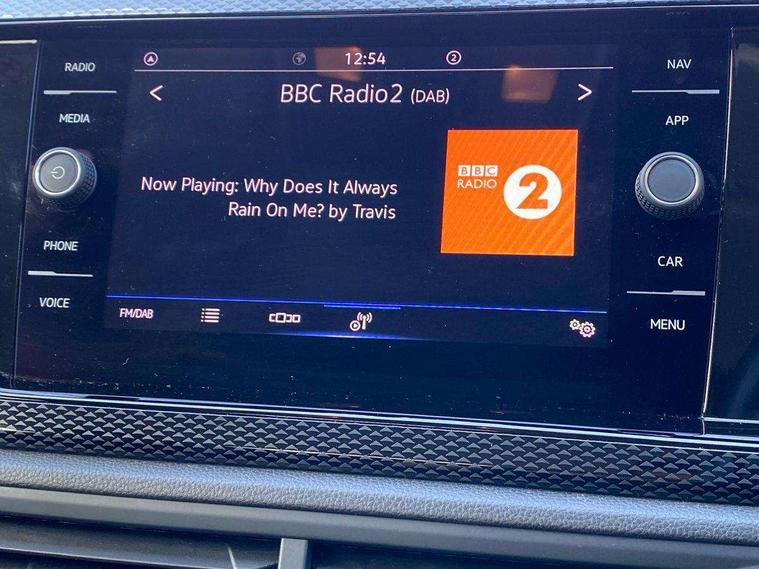 RADIO
12:54
2
NAV
< BBC Radio2 (DAB) >
MEDIA
APP
BBC
RADIO
2
Now Playing: Why Does It Always
Rain On Me? by Travis
PHONE
CAR
VOICE
FM/DAB
MENU